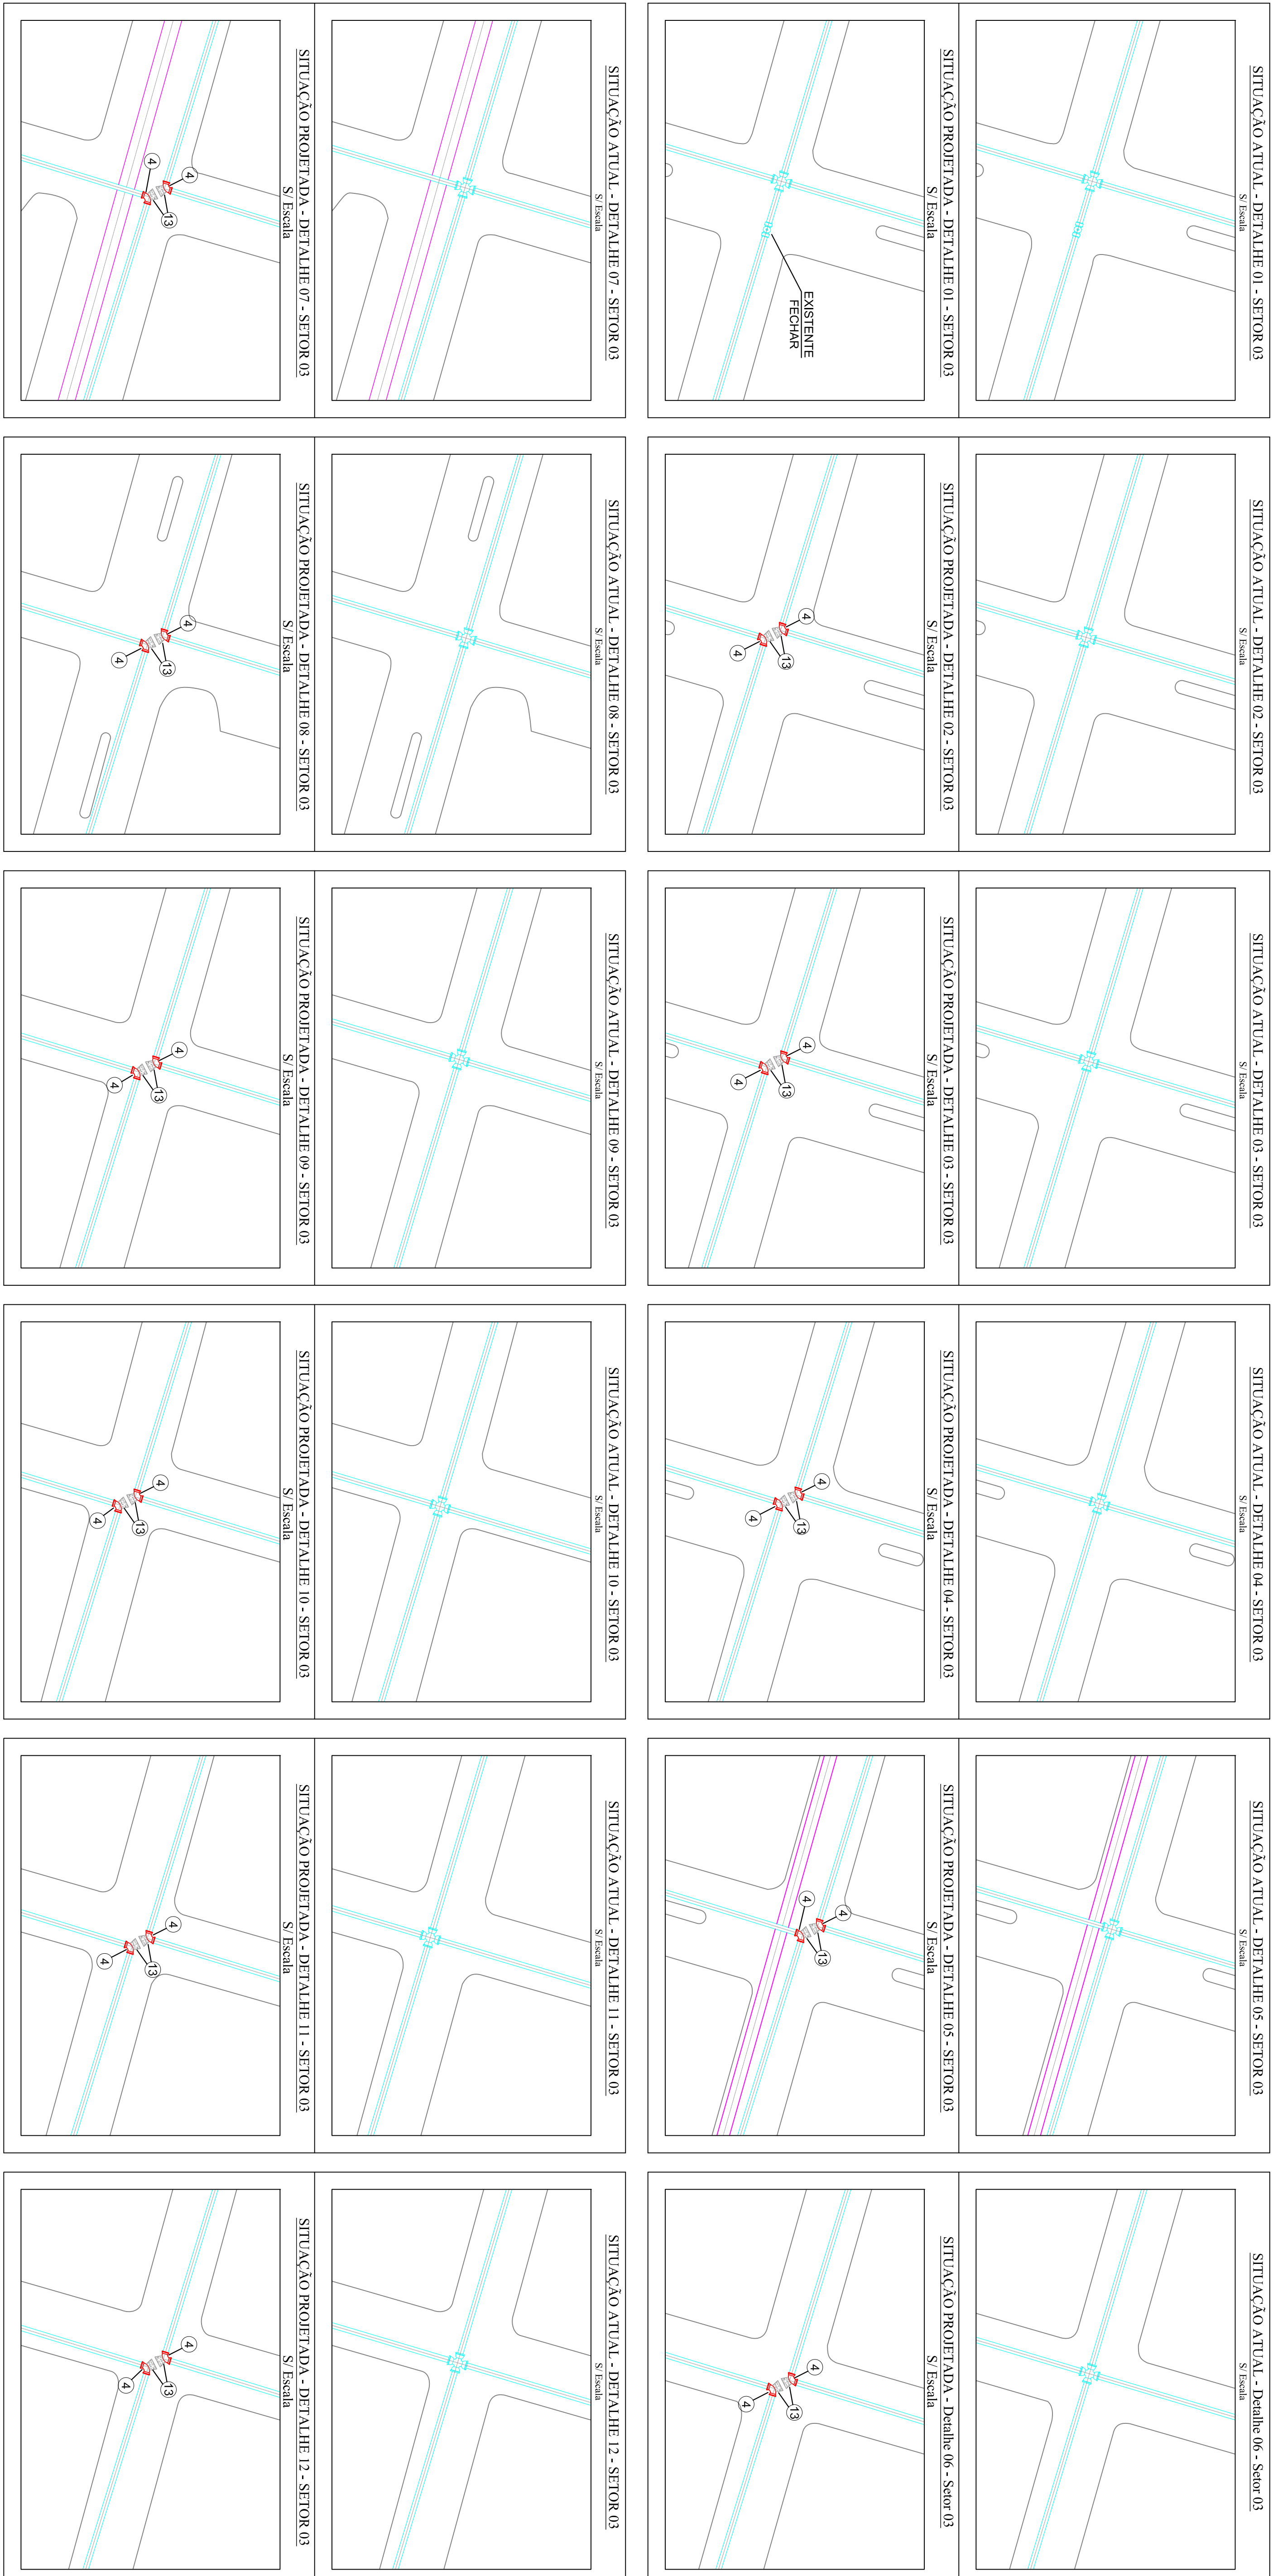 SITUAÇÃO ATUAL - DETALHE 01 - SETOR 03
S/ Escala
SITUAÇÃO PROJETADA - DETALHE 01 - SETOR 03
S/ Escala
EXISTENTE
FECHAR
SITUAÇÃO ATUAL - DETALHE 02 - SETOR 03
S/ Escala
SITUAÇÃO PROJETADA - DETALHE 02 - SETOR 03
S/ Escala
4
13
4
SITUAÇÃO ATUAL - DETALHE 03 - SETOR 03
S/ Escala
SITUAÇÃO PROJETADA - DETALHE 03 - SETOR 03
S/ Escala
4
13
4
SITUAÇÃO ATUAL - DETALHE 04 - SETOR 03
S/ Escala
SITUAÇÃO PROJETADA - DETALHE 04 - SETOR 03
S/ Escala
4
13
4
SITUAÇÃO ATUAL - DETALHE 05 - SETOR 03
S/ Escala
SITUAÇÃO PROJETADA - DETALHE 05 - SETOR 03
S/ Escala
4
4
13
SITUAÇÃO ATUAL - Detalhe 06 - Setor 03
S/ Escala
SITUAÇÃO PROJETADA - Detalhe 06 - Setor 03
S/ Escala
4
13
4
SITUAÇÃO ATUAL - DETALHE 07 - SETOR 03
S/ Escala
SITUAÇÃO PROJETADA - DETALHE 07 - SETOR 03
S/ Escala
4
4
13
SITUAÇÃO ATUAL - DETALHE 08 - SETOR 03
S/ Escala
SITUAÇÃO PROJETADA - DETALHE 08 - SETOR 03
S/ Escala
4
13
4
SITUAÇÃO ATUAL - DETALHE 09 - SETOR 03
S/ Escala
SITUAÇÃO PROJETADA - DETALHE 09 - SETOR 03
S/ Escala
4
13
4
SITUAÇÃO ATUAL - DETALHE 10 - SETOR 03
S/ Escala
SITUAÇÃO PROJETADA - DETALHE 10 - SETOR 03
S/ Escala
4
13
4
SITUAÇÃO ATUAL - DETALHE 11 - SETOR 03
S/ Escala
SITUAÇÃO PROJETADA - DETALHE 11 - SETOR 03
S/ Escala
4
13
4
SITUAÇÃO ATUAL - DETALHE 12 - SETOR 03
S/ Escala
SITUAÇÃO PROJETADA - DETALHE 12 - SETOR 03
S/ Escala
4
13
4